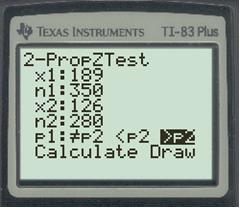 TEXAS INSTRUMENTS TI-83 Plus
2-PropZTest
x1:189
n1:350
x2:126
n2:280
p1:≠p2 <p2 >p2
Calculate Draw